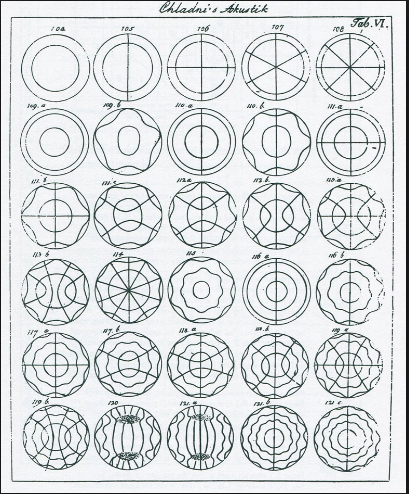 Chladni's Akustik
Tab. VI.
104 105 106 107 108
109.a 109.b 110.a 110.b 111.a
111.b 111.c 112.a 112.b
113 b 114 115 116 a 116 b
117 a 117. b 118 a 118. b 119 a
119 b. 120 121. a 121. b 121 c